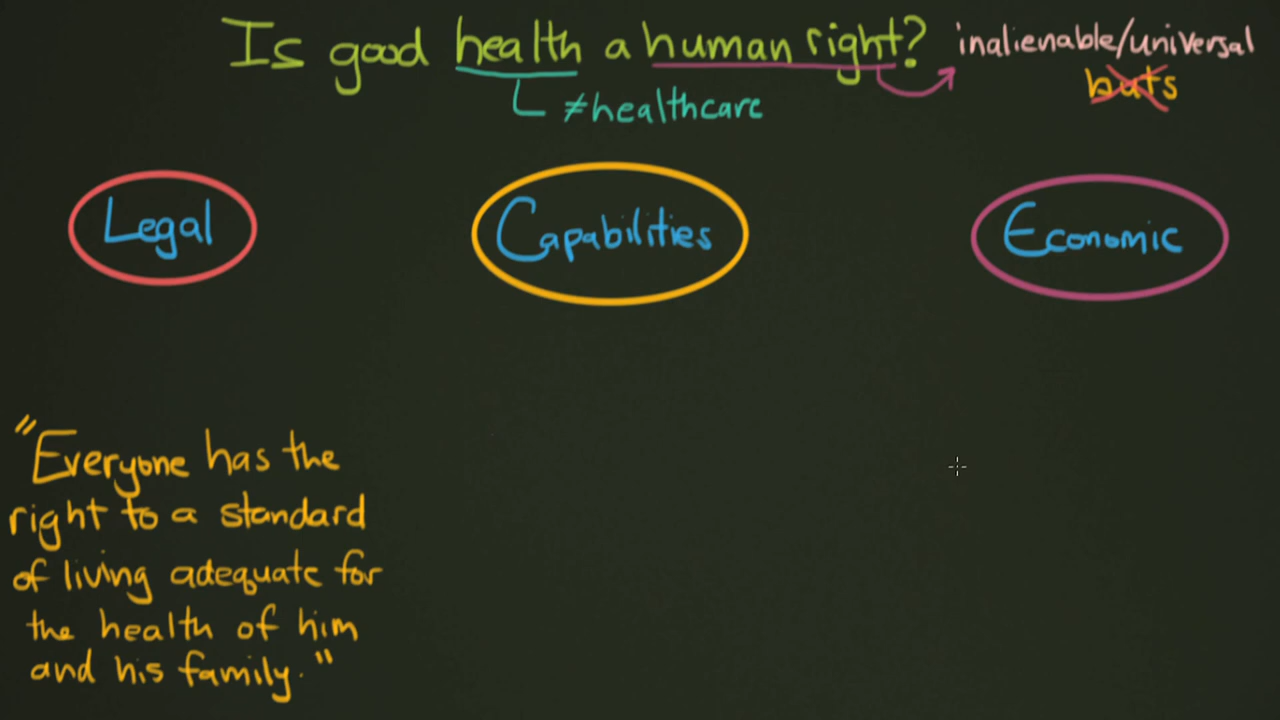 Is good health a human right? inalienable/universal
buts
≠healthcare
Legal
Capabilities
Economic
"Everyone has the
right to a standard
of living adequate for
the health of him
and his family."